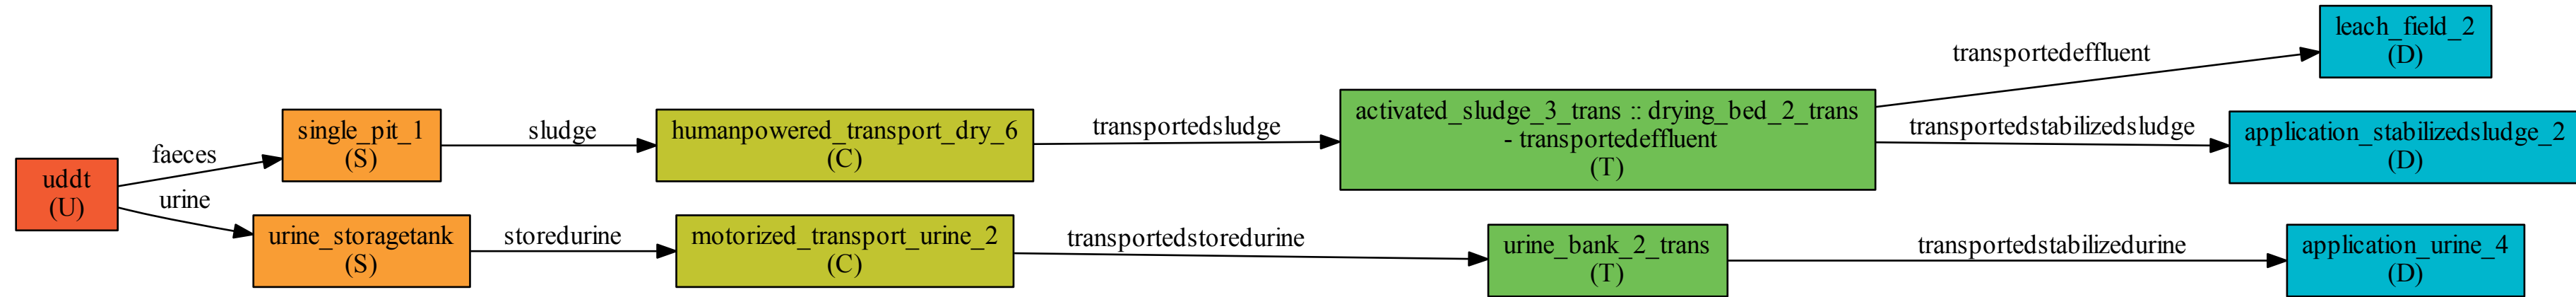 uddt
(U)
faeces
urine
single_pit_1
(S)
urine_storagetank
(S)
sludge
storedurine
humanpowered_transport_dry_6
(C)
motorized_transport_urine_2
(C)
transportedsludge
transportedstoredurine
activated_sludge_3_trans :: drying_bed_2_trans
- transportedeffluent
(T)
urine_bank_2_trans
(T)
transportedeffluent
transportedstabilizedsludge
transportedstabilizedurine
leach_field_2
(D)
application_stabilizedsludge_2
(D)
application_urine_4
(D)